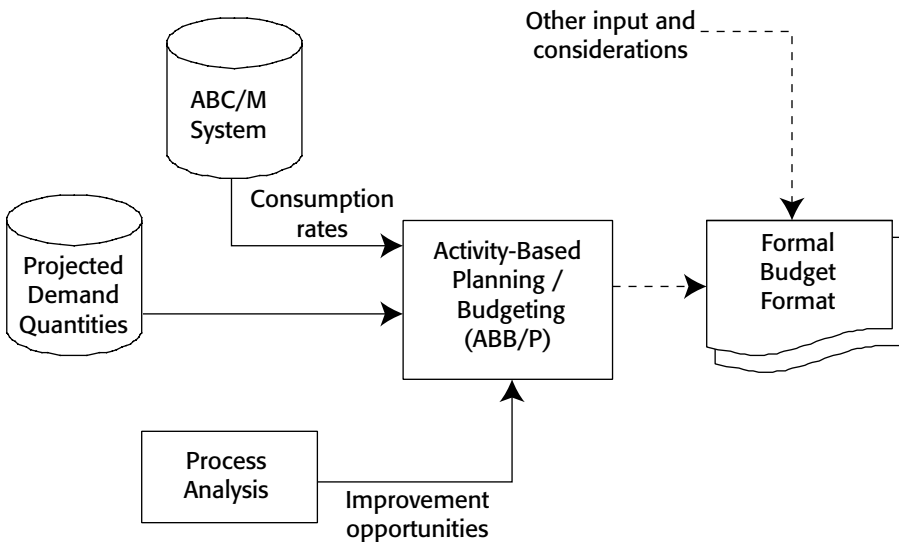 Other input and
considerations
ABC/M
System
Consumption
rates
Projected
Demand
Quantities
Activity-Based
Planning /
Budgeting
(ABB/P)
Formal
Budget
Format
Process
Analysis
Improvement
opportunities